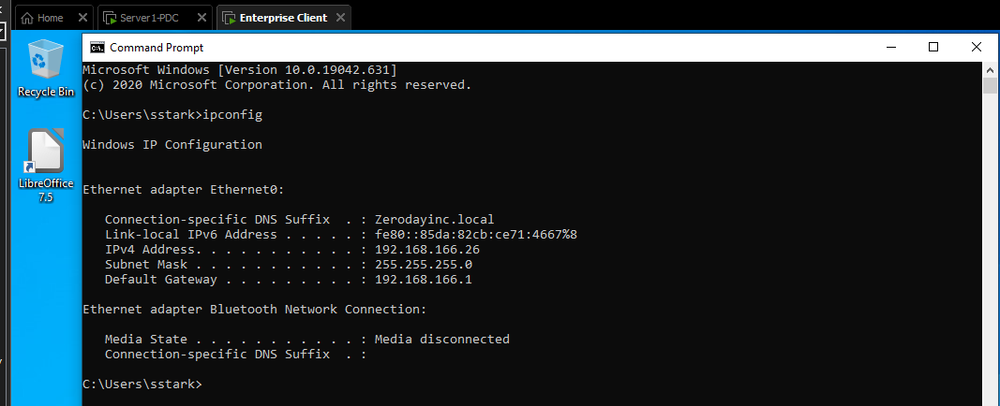 Home
Server1-PDC
Enterprise Client
Recycle Bin
LibreOffice
7.5
Command Prompt
Microsoft Windows [Version 10.0.19042.631]
(c) 2020 Microsoft Corporation. All rights reserved.
C:\Users\sstark>ipconfig
Windows IP Configuration
Ethernet adapter Ethernet0:
Connection-specific DNS Suffix  . : Zerodayinc.local
Link-local IPv6 Address . . . . . : fe80::85da:82cb:ce71:4667%8
IPv4 Address. . . . . . . . . . . : 192.168.166.26
Subnet Mask . . . . . . . . . . . : 255.255.255.0
Default Gateway . . . . . . . . . : 192.168.166.1
Ethernet adapter Bluetooth Network Connection:
Media State . . . . . . . . . . . : Media disconnected
Connection-specific DNS Suffix  . :
C:\Users\sstark>